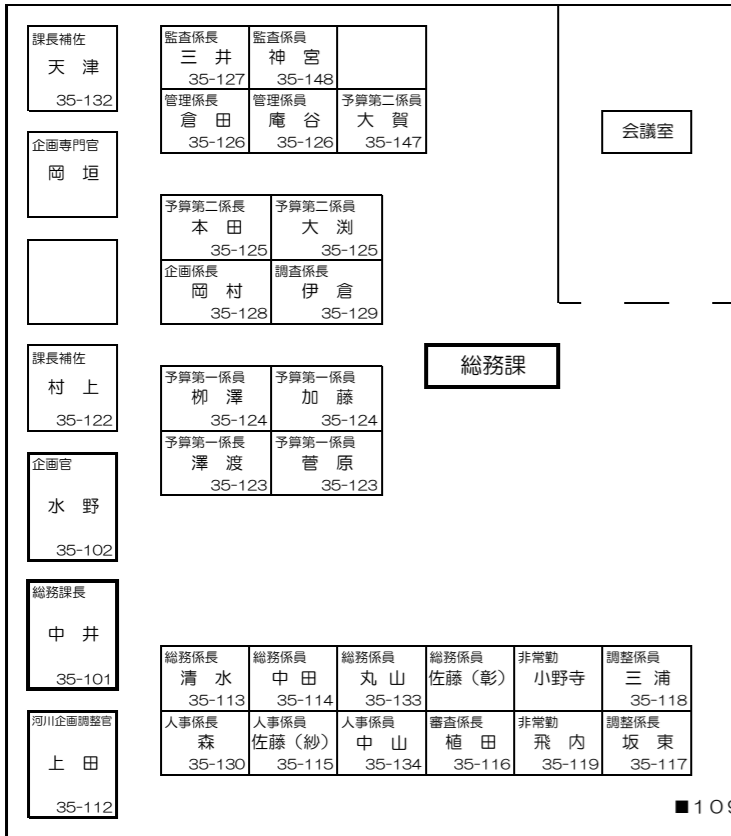 課長補佐
天 津
35-132
企画専門官
岡 垣
課長補佐
村 上
35-122
企画官
水 野
35-102
総務課長
中 井
35-101
河川企画調整官
上 田
35-112
監査係長 監査係員
三 井 神 宮
35-127 35-148
管理係長 管理係員 予算第二係員
倉 田 庵 谷 大 賀
35-126 35-126 35-147
予算第二係長 予算第二係員
本 田 大 渕
35-125 35-125
企画係長 調査係長
岡 村 伊 倉
35-128 35-129
予算第一係員 予算第一係員
栁 澤 加 藤
35-124 35-124
予算第一係長 予算第一係員
澤 渡 菅 原
35-123 35-123
総務係長 総務係員 総務係員 総務係員 非常勤 調整係員
清 水 中 田 丸 山 佐藤（彰） 小野寺 三 浦
35-113 35-114 35-133 35-118
人事係長 人事係員 人事係員 審査係長 非常勤 調整係長
森 佐藤（紗） 中 山 植 田 飛 内 坂 東
35-130 35-115 35-134 35-116 35-119 35-117
会議室
総務課
■109